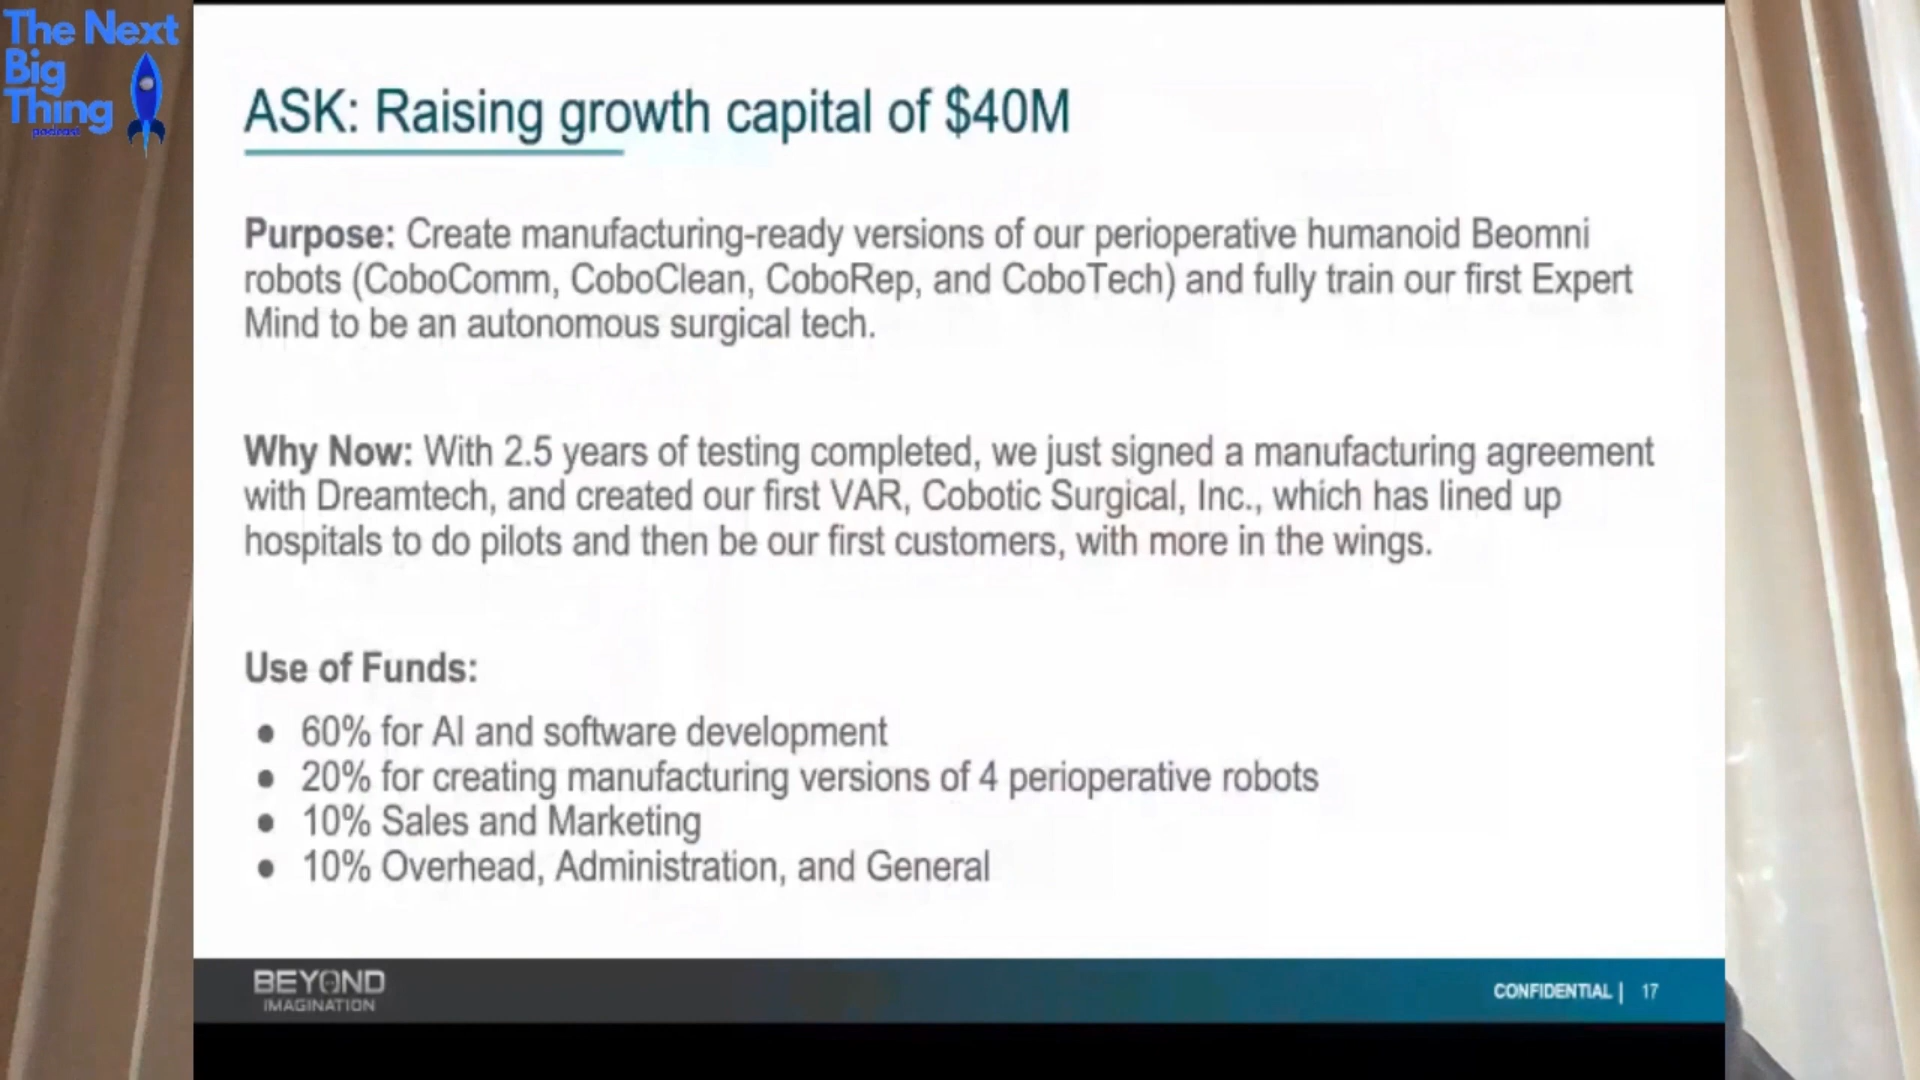 The Next
Big
Thing
podcast
ASK: Raising growth capital of $40M
Purpose: Create manufacturing-ready versions of our perioperative humanoid Beomni
robots (CoboComm, CoboClean, CoboRep, and CoboTech) and fully train our first Expert
Mind to be an autonomous surgical tech.
Why Now: With 2.5 years of testing completed, we just signed a manufacturing agreement
with Dreamtech, and created our first VAR, Cobotic Surgical, Inc., which has lined up
hospitals to do pilots and then be our first customers, with more in the wings.
Use of Funds:
● 60% for AI and software development
● 20% for creating manufacturing versions of 4 perioperative robots
● 10% Sales and Marketing
● 10% Overhead, Administration, and General
BEYOND
IMAGINATION
CONFIDENTIAL | 17